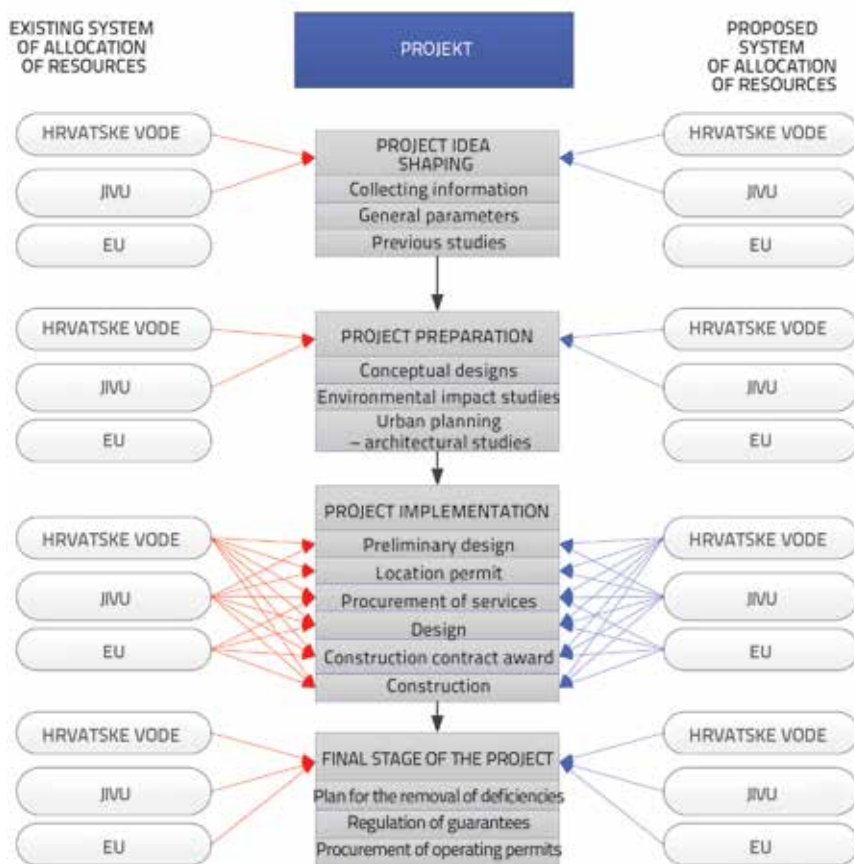 EXISTING SYSTEM
OF ALLOCATION
OF RESOURCES
PROJEKT
PROPOSED
SYSTEM
OF ALLOCATION
OF RESOURCES
HRVATSKE VODE
JIVU
EU
PROJECT IDEA
SHAPING
Collecting information
General parameters
Previous studies
HRVATSKE VODE
JIVU
EU
HRVATSKE VODE
JIVU
EU
PROJECT PREPARATION
Conceptual designs
Environmental impact studies
Urban planning
– architectural studies
HRVATSKE VODE
JIVU
EU
HRVATSKE VODE
JIVU
EU
PROJECT IMPLEMENTATION
Preliminary design
Location permit
Procurement of services
Design
Construction contract award
Construction
HRVATSKE VODE
JIVU
EU
HRVATSKE VODE
JIVU
EU
FINAL STAGE OF THE PROJECT
Plan for the removal of deficiencies
Regulation of guarantees
Procurement of operating permits
HRVATSKE VODE
JIVU
EU